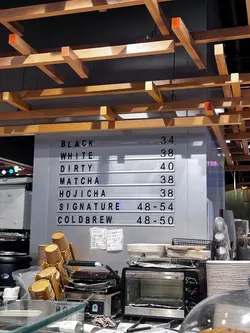 BLACK 34
WHITE 38
DIRTY 40
MATCHA 38
HOJICHA 38
SIGNATURE 48-54
COLDBREW 48-50